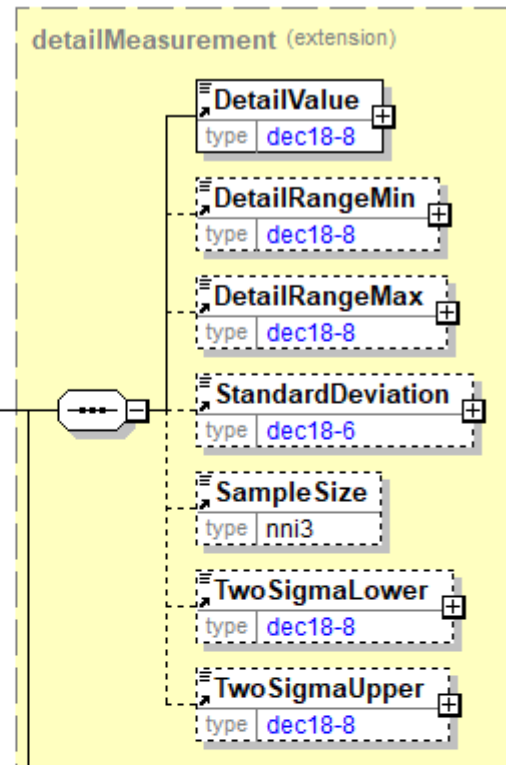 detailMeasurement (extension)
DetailValue
type dec18-8
DetailRangeMin
type dec18-8
DetailRangeMax
type dec18-8
StandardDeviation
type dec18-6
SampleSize
type nni3
TwoSigmaLower
type dec18-8
TwoSigmaUpper
type dec18-8